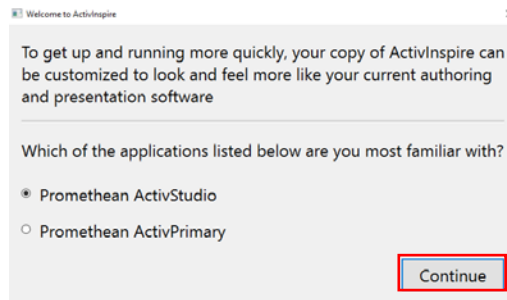 Welcome to ActivInspire
To get up and running more quickly, your copy of ActivInspire can
be customized to look and feel more like your current authoring
and presentation software
Which of the applications listed below are you most familiar with?
Promethean ActivStudio
Promethean ActivPrimary
Continue